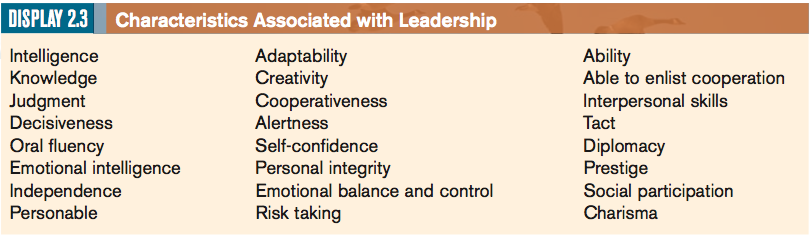 DISPLAY 2.3 Characteristics Associated with Leadership
Intelligence Adaptability Ability
Knowledge Creativity Able to enlist cooperation
Judgment Cooperativeness Interpersonal skills
Decisiveness Alertness Tact
Oral fluency Self-confidence Diplomacy
Emotional intelligence Personal integrity Prestige
Independence Emotional balance and control Social participation
Personable Risk taking Charisma